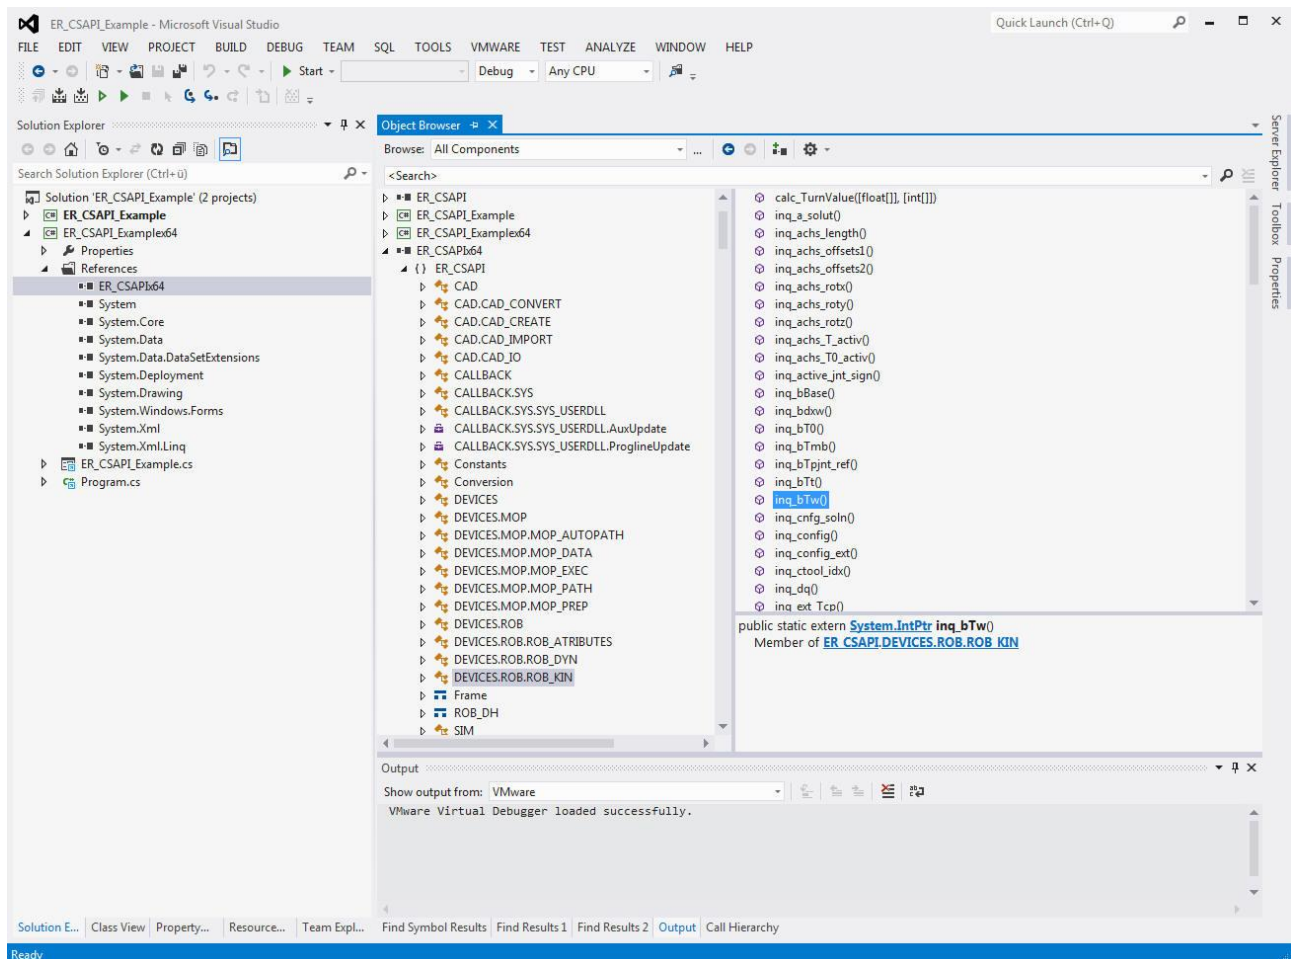 ER_CSAPI_Example - Microsoft Visual Studio
Quick Launch (Ctrl+Q)
FILE EDIT VIEW PROJECT BUILD DEBUG TEAM SQL TOOLS VMWARE TEST ANALYZE WINDOW HELP
Start
Debug
Any CPU
Solution Explorer
Search Solution Explorer (Ctrl+ü)
Solution 'ER_CSAPI_Example' (2 projects)
ER_CSAPI_Example
ER_CSAPI_Examplex64
Properties
References
ER_CSAPIx64
System
System.Core
System.Data
System.Data.DataSetExtensions
System.Deployment
System.Drawing
System.Windows.Forms
System.Xml
System.Xml.Linq
ER_CSAPI_Example.cs
Program.cs
Solution E... Class View Property... Resource... Team Expl...
Object Browser
Browse: All Components
...
<Search>
ER_CSAPI
ER_CSAPI_Example
ER_CSAPI_Examplex64
ER_CSAPIx64
{} ER_CSAPI
CAD
CAD.CAD_CONVERT
CAD.CAD_CREATE
CAD.CAD_IMPORT
CAD.CAD_IO
CALLBACK
CALLBACK.SYS
CALLBACK.SYS.SYS_USERDLL
CALLBACK.SYS.SYS_USERDLL.AuxUpdate
CALLBACK.SYS.SYS_USERDLL.ProglineUpdate
Constants
Conversion
DEVICES
DEVICES.MOP
DEVICES.MOP.MOP_AUTOPATH
DEVICES.MOP.MOP_DATA
DEVICES.MOP.MOP_EXEC
DEVICES.MOP.MOP_PATH
DEVICES.MOP.MOP_PREP
DEVICES.ROB
DEVICES.ROB.ROB_ATRIBUTES
DEVICES.ROB.ROB_DYN
DEVICES.ROB.ROB_KIN
Frame
ROB_DH
SIM
calc_TurnValue([float[]], [int[]])
inq_a_solut()
inq_achs_length()
inq_achs_offsets1()
inq_achs_offsets2()
inq_achs_rotx()
inq_achs_roty()
inq_achs_rotz()
inq_achs_T_activ()
inq_achs_T0_activ()
inq_active_jnt_sign()
inq_bBase()
inq_bdxw()
inq_bT0()
inq_bTmb()
inq_bTpjnt_ref()
inq_bTt()
inq_bTw()
inq_cnfg_soln()
inq_config()
inq_config_ext()
inq_ctool_idx()
inq_dq()
inq_ext_Tcp()
public static extern System.IntPtr inq_bTw()
Member of ER_CSAPI.DEVICES.ROB.ROB_KIN
Server Explorer
Toolbox
Properties
Output
Show output from: VMware
VMware Virtual Debugger loaded successfully.
Find Symbol Results Find Results 1 Find Results 2 Output Call Hierarchy
Ready